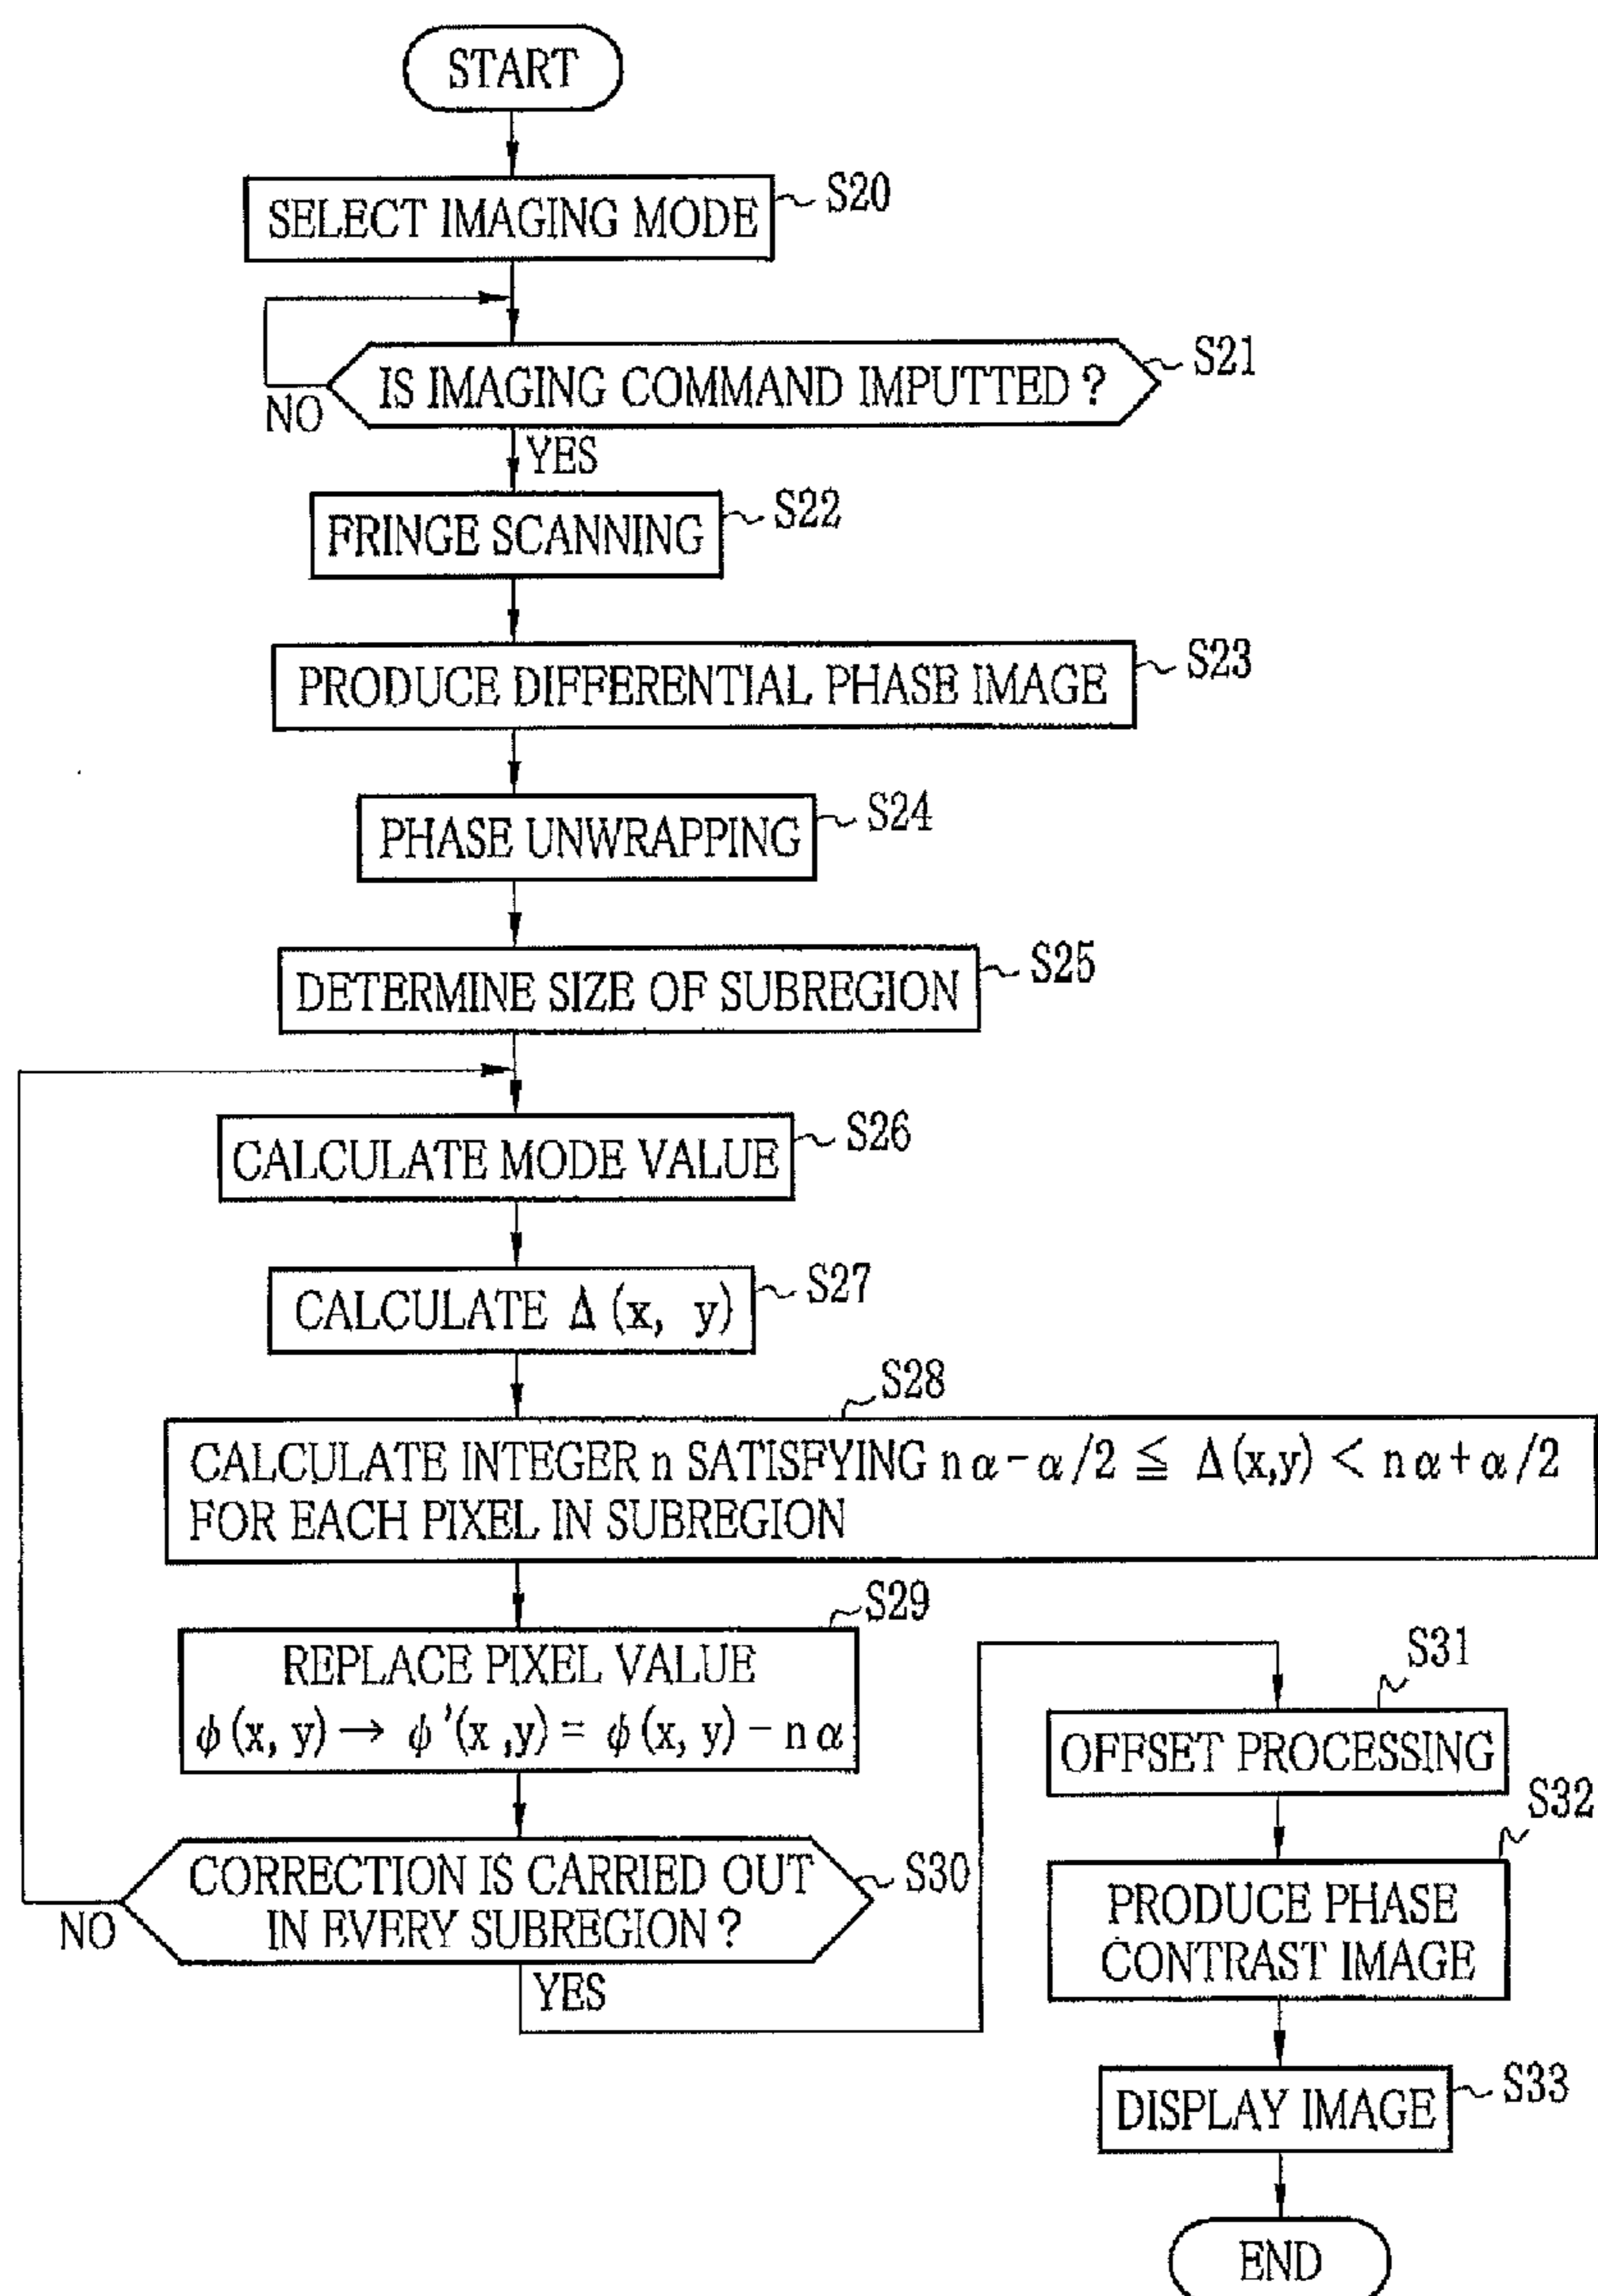 START
SELECT IMAGING MODE
S20
IS IMAGING COMMAND IMPUTTED ?
S21
NO
YES
FRINGE SCANNING
S22
PRODUCE DIFFERENTIAL PHASE IMAGE
S23
PHASE UNWRAPPING
S24
DETERMINE SIZE OF SUBREGION
S25
CALCULATE MODE VALUE
S26
CALCULATE Δ (x, y)
S27
S28
CALCULATE INTEGER n SATISFYING nα-α/2 ≦ Δ(x,y) < nα+α/2
FOR EACH PIXEL IN SUBREGION
S29
REPLACE PIXEL VALUE
φ(x, y)→ φ'(x ,y)= φ(x, y)-nα
CORRECTION IS CARRIED OUT
IN EVERY SUBREGION ?
S30
NO
YES
S31
OFFSET PROCESSING
S32
PRODUCE PHASE
CONTRAST IMAGE
DISPLAY IMAGE
S33
END